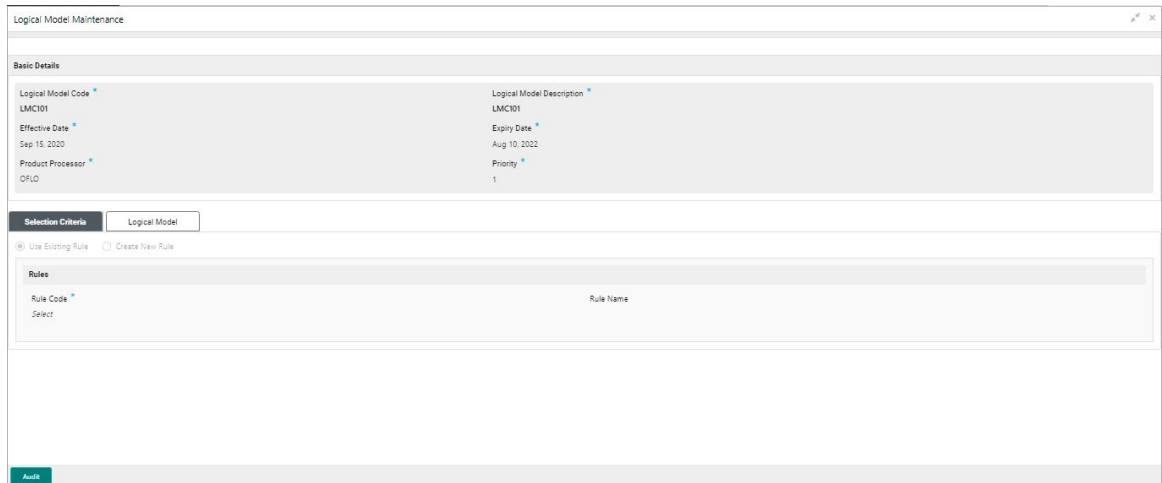 Logical Model Maintenance
Basic Details
Logical Model Code *
Logical Model Description *
LMC101
LMC101
Effective Date *
Expiry Date *
Sep 15, 2020
Aug 10, 2022
Product Processor *
Priority *
OFLO
1
Selection Criteria
Logical Model
Use Existing Rule
Create New Rule
Rules
Rule Code *
Rule Name
Select
Audit